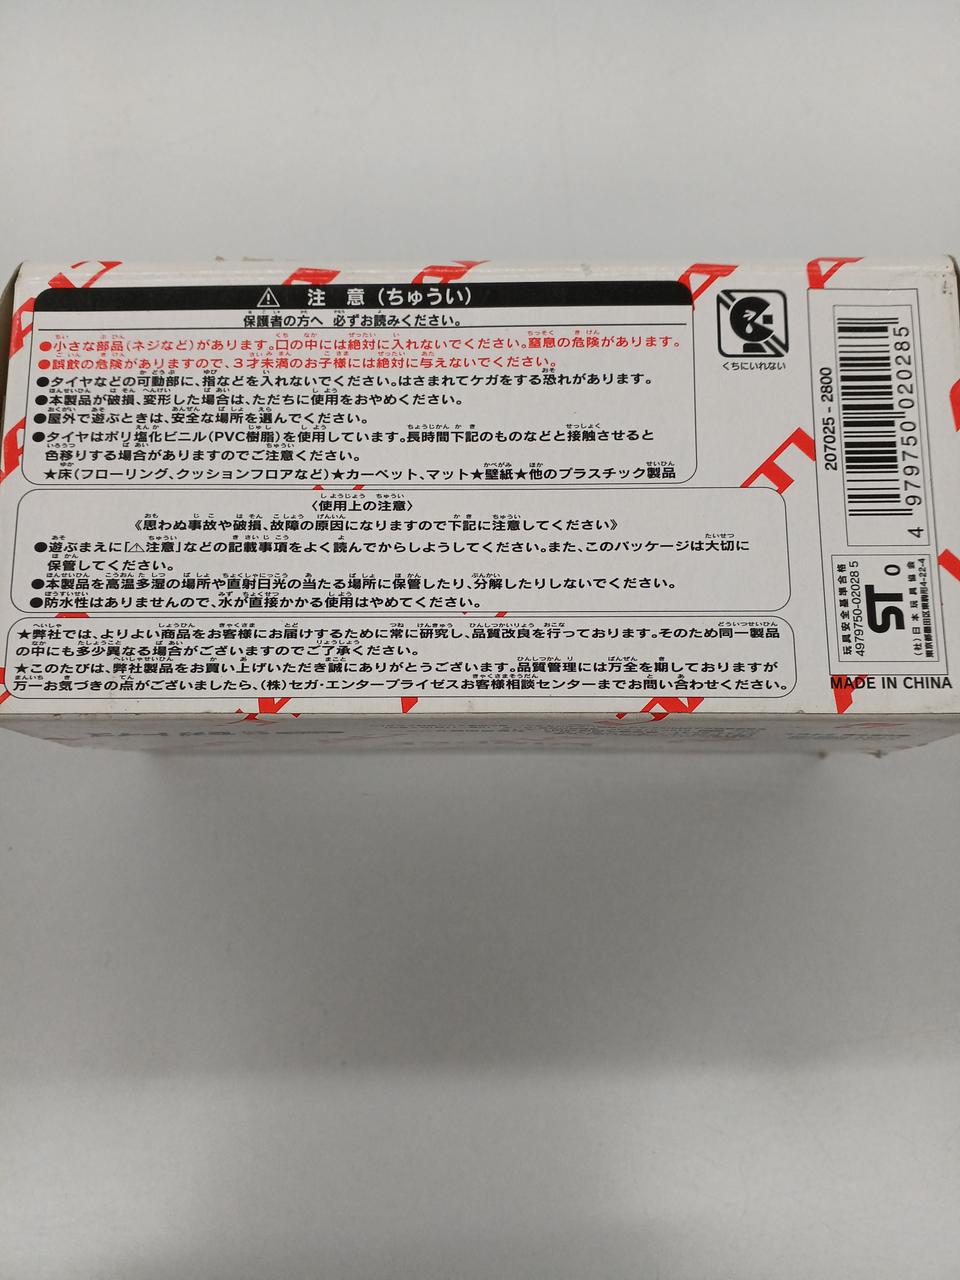 ⚠ 注 意（ちゅうい）
保護者の方へ 必ずお読みください。
●小さな部品(ネジなど)があります。口の中には絶対に入れないでください。窒息の危険があります。
●誤飲の危険がありますので、3才未満のお子様には絶対に与えないでください。
●タイヤなどの可動部に、指などを入れないでください。はさまれてケガをする恐れがあります。
●本製品が破損、変形した場合は、ただちに使用をおやめください。
●屋外で遊ぶときは、安全な場所を選んでください。
●タイヤはポリ塩化ビニル(PVC樹脂)を使用しています。長時間下記のものなどと接触させると
色移りする場合がありますのでご注意ください。
★床(フローリング、クッションフロアなど)★カーペット、マット★壁紙★他のプラスチック製品
〈使用上の注意〉
《思わぬ事故や破損、故障の原因になりますので下記に注意してください》
●遊ぶまえに「⚠注意」などの記載事項をよく読んでからしようしてください。また、このパッケージは大切に
保管してください。
●本製品を高温多湿の場所や直射日光の当たる場所に保管したり、分解したりしないでください。
●防水性はありませんので、水が直接かかる使用はやめてください。
★弊社では、よりよい商品をお客様にお届けするために常に研究し、品質改良を行っております。そのため同一製品
の中にも多少異なる場合がございますのでご了承ください。
★このたびは、弊社製品をお買い上げいただき誠にありがとうございます。品質管理には万全を期しておりますが
万一お気づきの点がございましたら、(株)セガ・エンタープライゼスお客様相談センターまでお問い合わせください。
くちにいれない
207025-2800
4 979750 020285
玩具安全基準合格
4979750-02028 5
ST 0
(社)日本玩具協会
東京都墨田区東駒形4-22-4
MADE IN CHINA